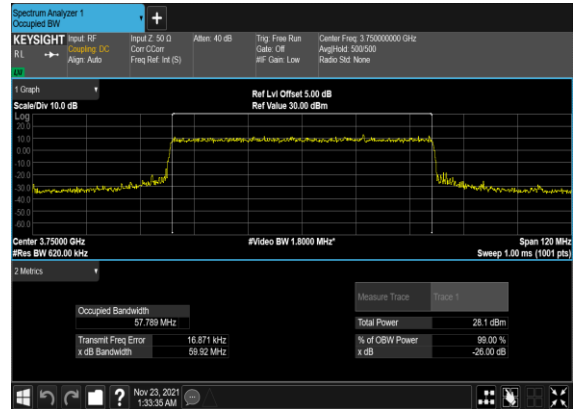 Spectrum Analyzer 1
Occupied BW
+
KEYSIGHT Input: RF Input Z: 50 Ω Atten: 40 dB Trig: Free Run Center Freq: 3.750000000 GHz
RL Coupling: DC Corr CCorr Gate: Off Avg|Hold: 500/500
Align: Auto Freq Ref: Int (S) #IF Gain: Low Radio Std: None
1 Graph Ref Lvl Offset 5.00 dB
Scale/Div 10.0 dB Ref Value 30.00 dBm
Log
20.0
10.0
0.00
-10.0
-20.0
-30.0
-40.0
-50.0
-60.0
Center 3.75000 GHz #Video BW 1.8000 MHz* Span 120 MHz
#Res BW 620.00 kHz Sweep 1.00 ms (1001 pts)
2 Metrics
Measure Trace Trace 1
Occupied Bandwidth
57.789 MHz Total Power 28.1 dBm
Transmit Freq Error 16.871 kHz % of OBW Power 99.00 %
x dB Bandwidth 59.92 MHz x dB -26.00 dB
? Nov 23, 2021
1:33:35 AM